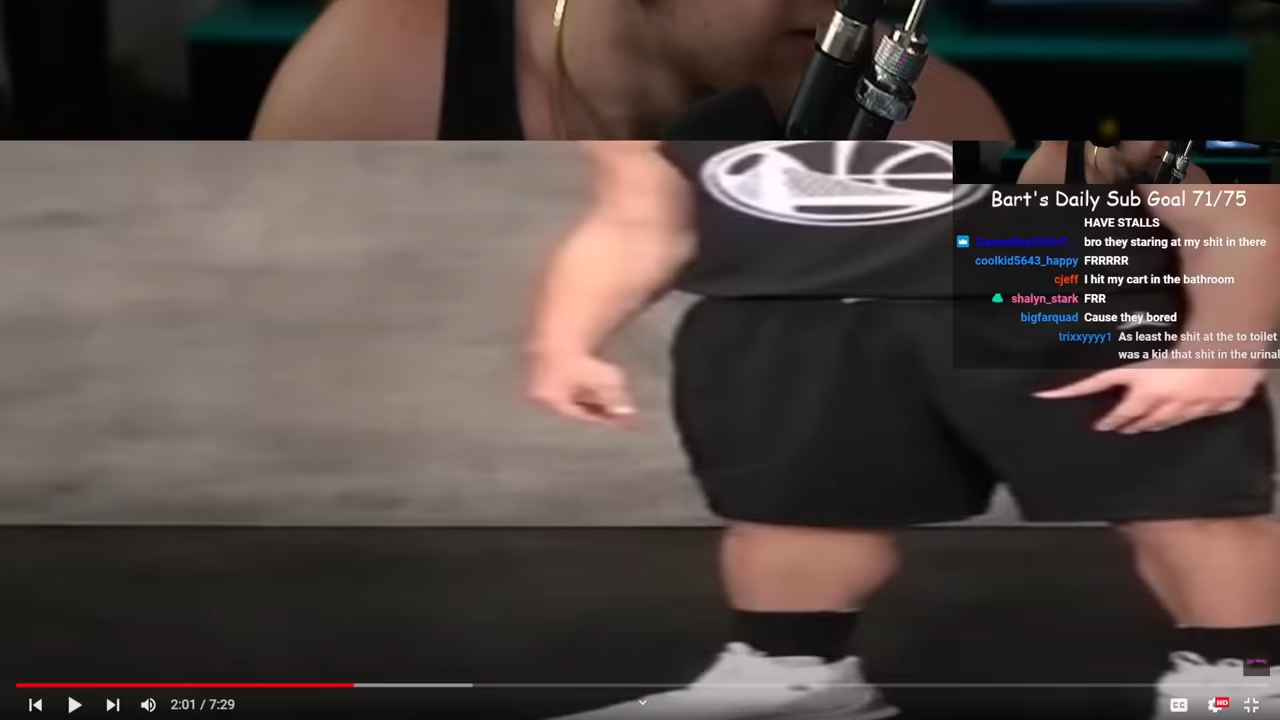 Bart's Daily Sub Goal 71/75
HAVE STALLS
bro they staring at my shit in there
coolkid5643_happy FRRRRR
cjeff I hit my cart in the bathroom
shalyn_stark FRR
bigfarquad Cause they bored
trixxyyyy1 As least he shit at the to toilet
was a kid that shit in the urinal
2:01 / 7:29
CC
HD